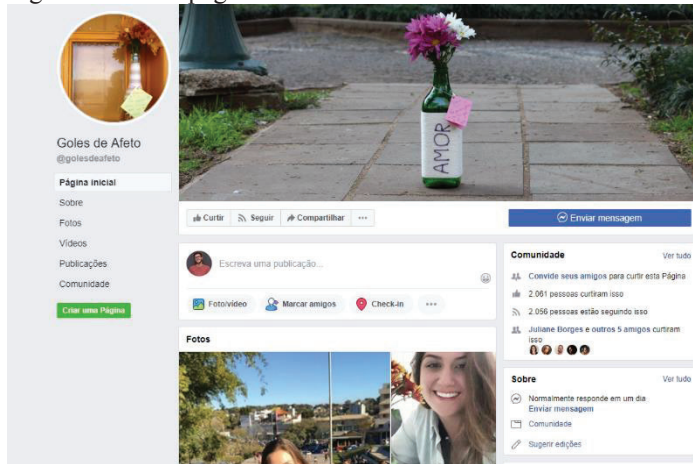 Goles de Afeto
@golesdeafeto
Página inicial
Sobre
Fotos
Vídeos
Publicações
Comunidade
Criar uma Página
AMOR
Curtir
Seguir
Compartilhar
Enviar mensagem
Escreva uma publicação...
Foto/vídeo
Marcar amigos
Check-in
Fotos
Comunidade
Ver tudo
Convide seus amigos para curtir esta Página
2.061 pessoas curtiram isso
2.056 pessoas estão seguindo isso
Juliane Borges e outros 5 amigos curtiram
isso
Sobre
Ver tudo
Normalmente responde em um dia
Enviar mensagem
Comunidade
Sugerir edições